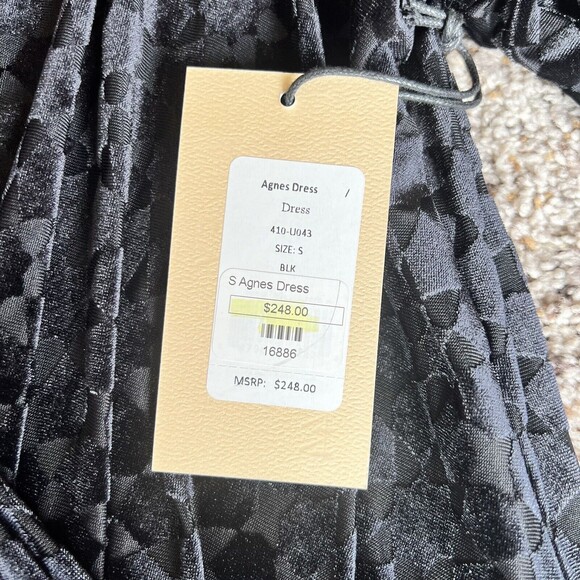 Agnes Dress /
Dress
410-U043
SIZE: S
BLK
S Agnes Dress
$248.00
16886
MSRP: $248.00